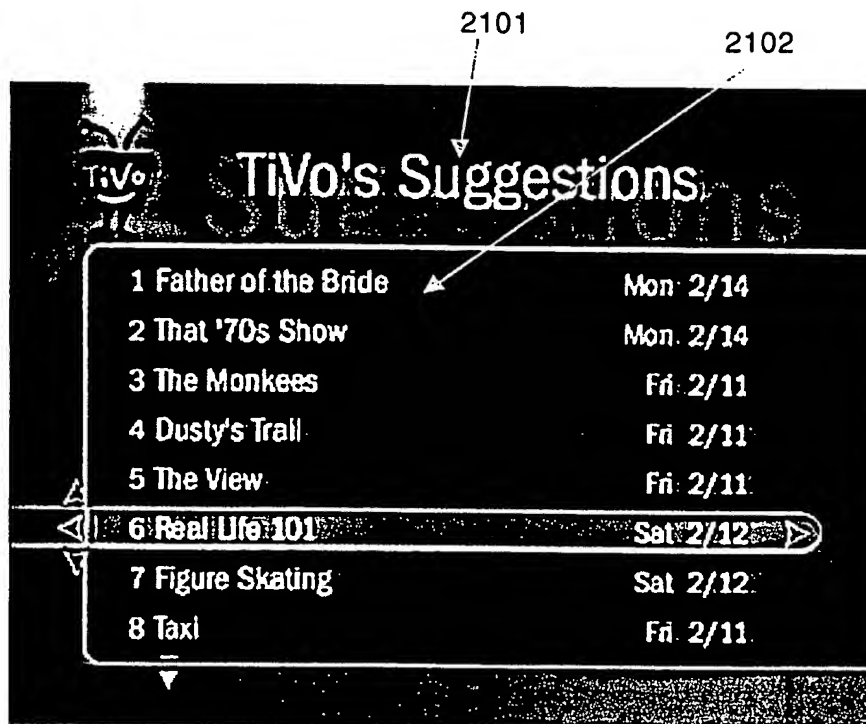 2101
2102
TiVo
TiVo's Suggestions
1 Father of the Bride Mon 2/14
2 That '70s Show Mon 2/14
3 The Monkees Fri 2/11
4 Dusty's Trail Fri 2/11
5 The View Fri 2/11
6 Real Life 101 Sat 2/12
7 Figure Skating Sat 2/12
8 Taxi Fri 2/11